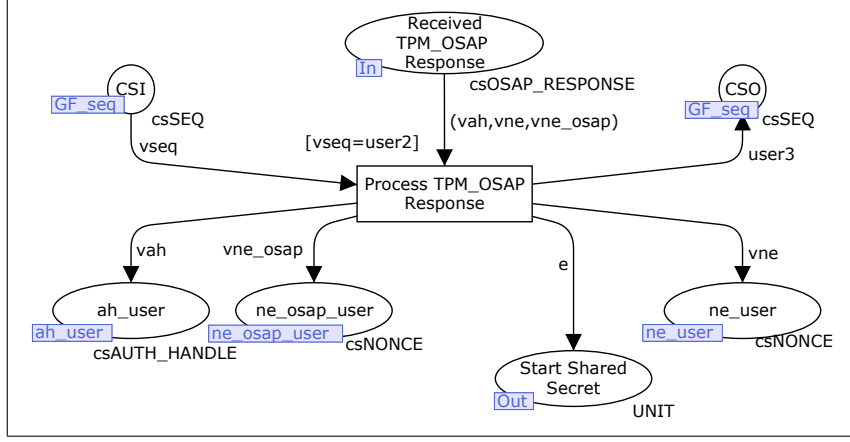 Received
TPM_OSAP
Response
In
csOSAP_RESPONSE
CSI
GF_seq
csSEQ
vseq
CSO
GF_seq
csSEQ
(vah,vne,vne_osap)
[vseq=user2]
user3
Process TPM_OSAP
Response
vah
vne_osap
e
vne
ah_user
ah_user
csAUTH_HANDLE
ne_osap_user
ne_osap_user
csNONCE
ne_user
ne_user
csNONCE
Start Shared
Secret
Out
UNIT